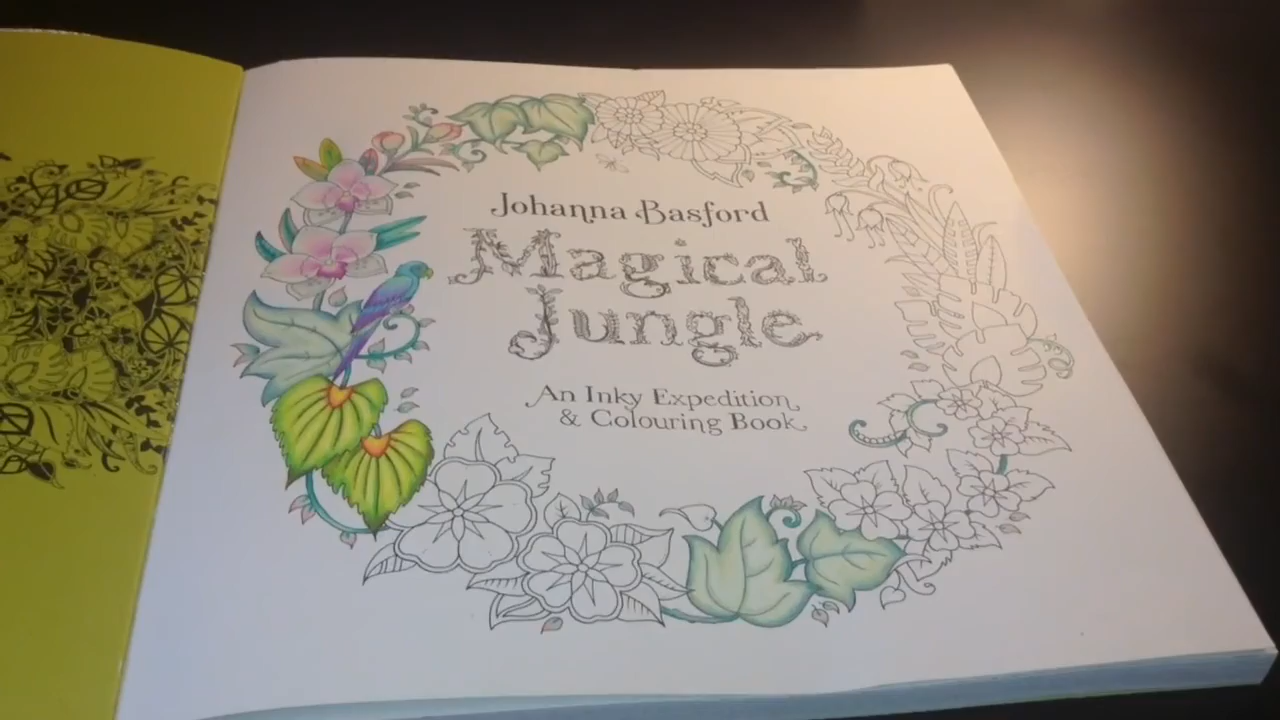 Johanna Basford
Magical
Jungle
An Inky Expedition
& Colouring Book